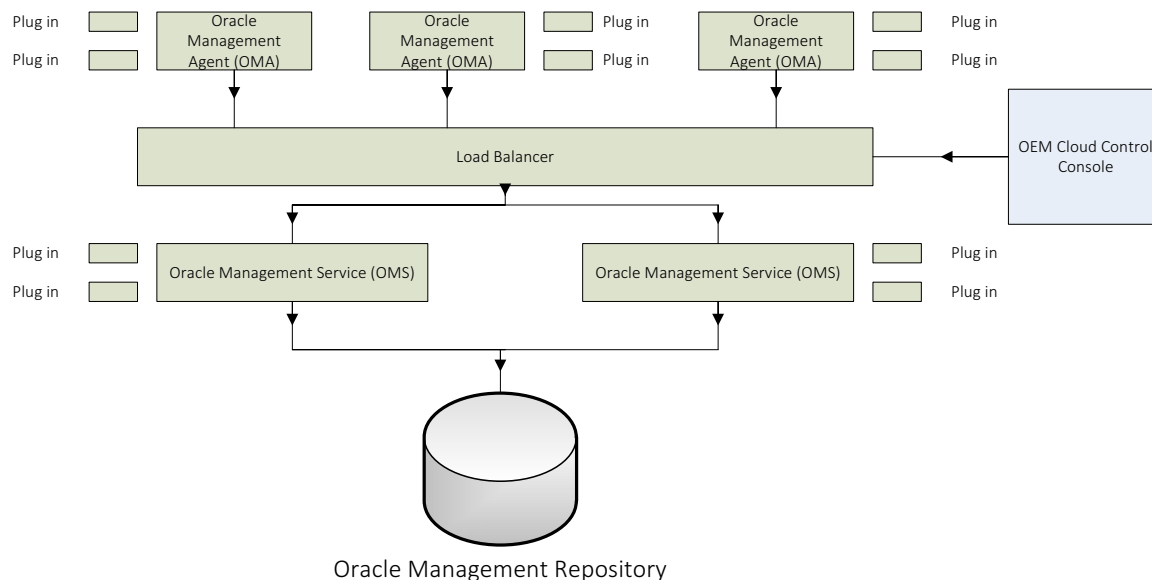 Plug in
Oracle
Management
Agent (OMA)
Oracle
Management
Agent (OMA)
Plug in
Oracle
Management
Agent (OMA)
Plug in
Plug in
Plug in
Plug in
Load Balancer
OEM Cloud Control
Console
Plug in
Oracle Management Service (OMS)
Oracle Management Service (OMS)
Plug in
Plug in
Plug in
Oracle Management Repository